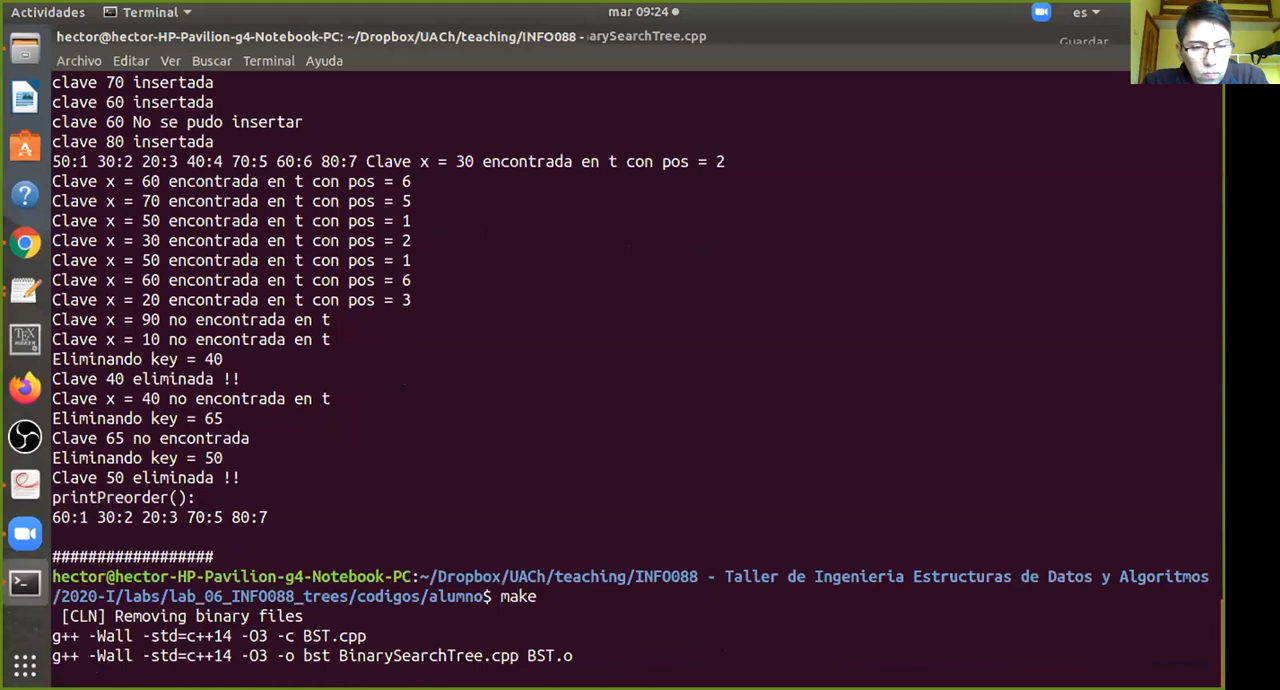 Actividades Terminal mar 09:24 es
hector@hector-HP-Pavilion-g4-Notebook-PC: ~/Dropbox/UACh/teaching/INFO088 - arySearchTree.cpp
Guardar
Archivo Editar Ver Buscar Terminal Ayuda
clave 70 insertada
clave 60 insertada
clave 60 No se pudo insertar
clave 80 insertada
50:1 30:2 20:3 40:4 70:5 60:6 80:7 Clave x = 30 encontrada en t con pos = 2
Clave x = 60 encontrada en t con pos = 6
Clave x = 70 encontrada en t con pos = 5
Clave x = 50 encontrada en t con pos = 1
Clave x = 30 encontrada en t con pos = 2
Clave x = 50 encontrada en t con pos = 1
Clave x = 60 encontrada en t con pos = 6
Clave x = 20 encontrada en t con pos = 3
Clave x = 90 no encontrada en t
Clave x = 10 no encontrada en t
Eliminando key = 40
Clave 40 eliminada !!
Clave x = 40 no encontrada en t
Eliminando key = 65
Clave 65 no encontrada
Eliminando key = 50
Clave 50 eliminada !!
printPreorder():
60:1 30:2 20:3 70:5 80:7
##################
hector@hector-HP-Pavilion-g4-Notebook-PC:~/Dropbox/UACh/teaching/INFO088 - Taller de Ingenieria Estructuras de Datos y Algoritmos
/2020-I/labs/lab_06_INFO088_trees/codigos/alumno$ make
[CLN] Removing binary files
g++ -Wall -std=c++14 -O3 -c BST.cpp
g++ -Wall -std=c++14 -O3 -o bst BinarySearchTree.cpp BST.o